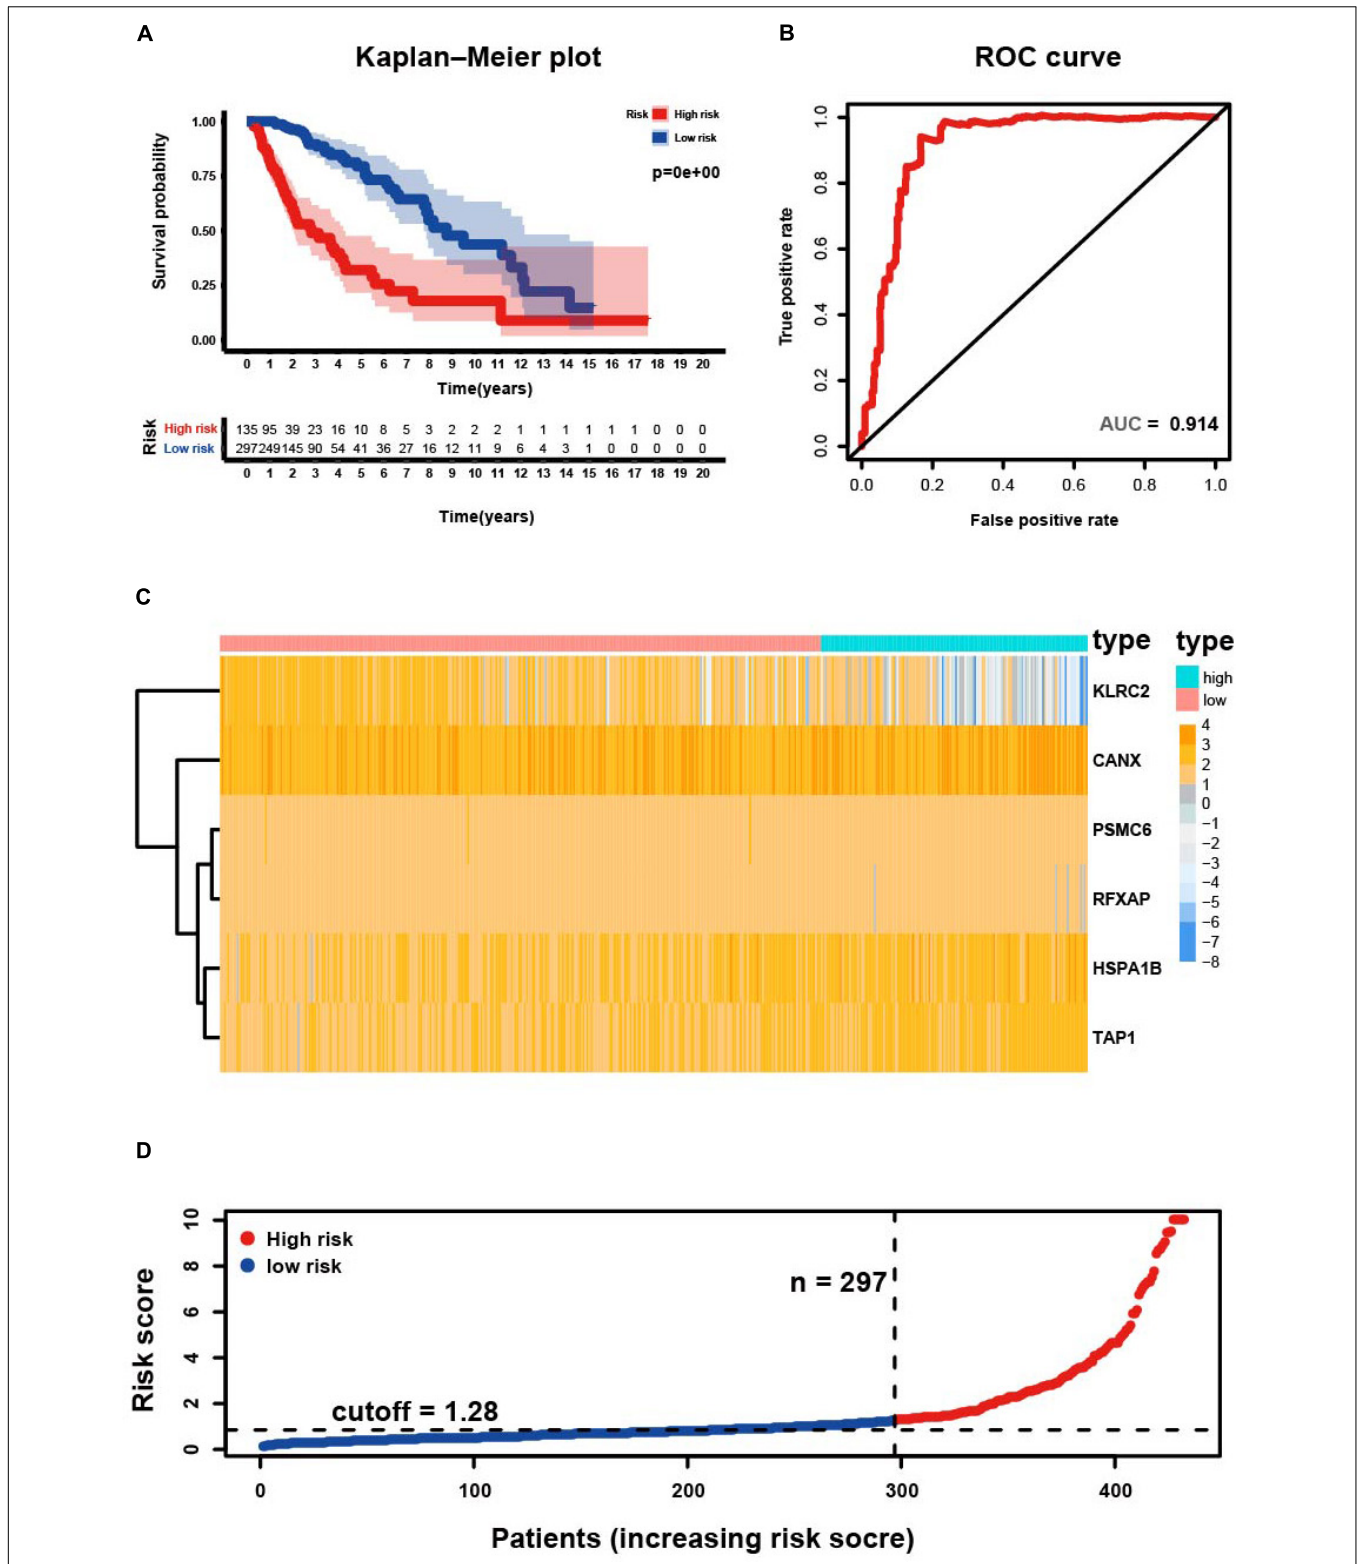 A
Kaplan–Meier plot
Risk High risk
Low risk
p=0e+00
Survival probability
1.00
0.75
0.50
0.25
0.00
0 1 2 3 4 5 6 7 8 9 10 11 12 13 14 15 16 17 18 19 20
Time(years)
Risk
High risk 135 95 39 23 16 10 8 5 3 2 2 2 1 1 1 1 1 1 0 0 0
Low risk 297 249 145 90 54 41 36 27 16 12 11 9 6 4 3 1 0 0 0 0 0
0 1 2 3 4 5 6 7 8 9 10 11 12 13 14 15 16 17 18 19 20
Time(years)
B
ROC curve
True positive rate
1.0
0.8
0.6
0.4
0.2
0.0
AUC = 0.914
0.0 0.2 0.4 0.6 0.8 1.0
False positive rate
C
type
KLRC2
CANX
PSMC6
RFXAP
HSPA1B
TAP1
type
high
low
4
3
2
1
0
−1
−2
−3
−4
−5
−6
−7
−8
D
Risk score
10
8
6
4
2
0
High risk
low risk
n = 297
cutoff = 1.28
0 100 200 300 400
Patients (increasing risk socre)